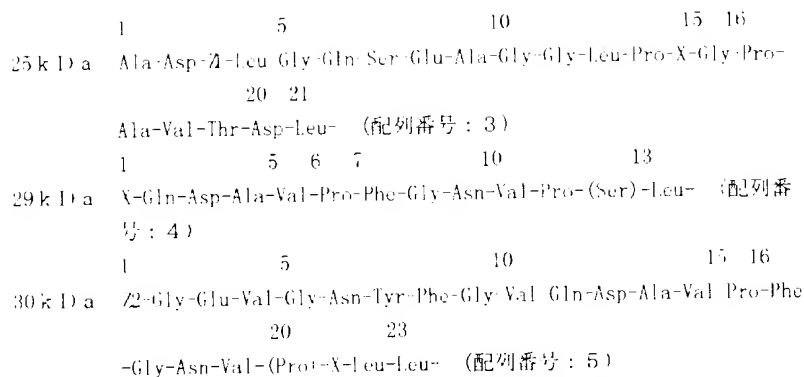 1 5 10 15 16
25kDa Ala-Asp-Z1-Leu-Gly-Gln-Ser-Glu-Ala-Gly-Gly-Leu-Pro-X-Gly-Pro-
20 21
Ala-Val-Thr-Asp-Leu- (配列番号:3)
1 5 6 7 10 13
29kDa X-Gln-Asp-Ala-Val-Pro-Phe-Gly-Asn-Val-Pro-(Ser)-Leu- (配列番
号:4)
1 5 10 15 16
30kDa Z2-Gly-Glu-Val-Gly-Asn-Tyr-Phe-Gly-Val-Gln-Asp-Ala-Val-Pro-Phe
20 23
-Gly-Asn-Val-(Pro)-X-Leu-Leu- (配列番号:5)